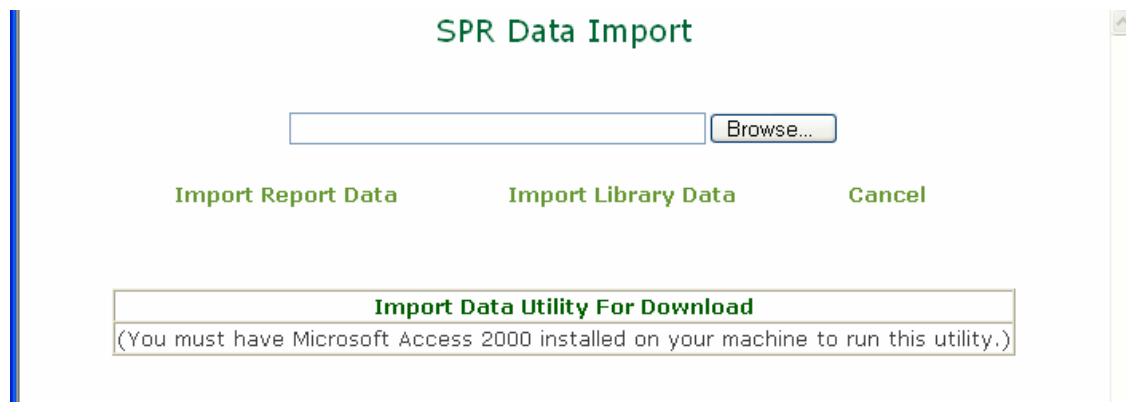 SPR Data Import
Browse...
Import Report Data Import Library Data Cancel
Import Data Utility For Download
(You must have Microsoft Access 2000 installed on your machine to run this utility.)